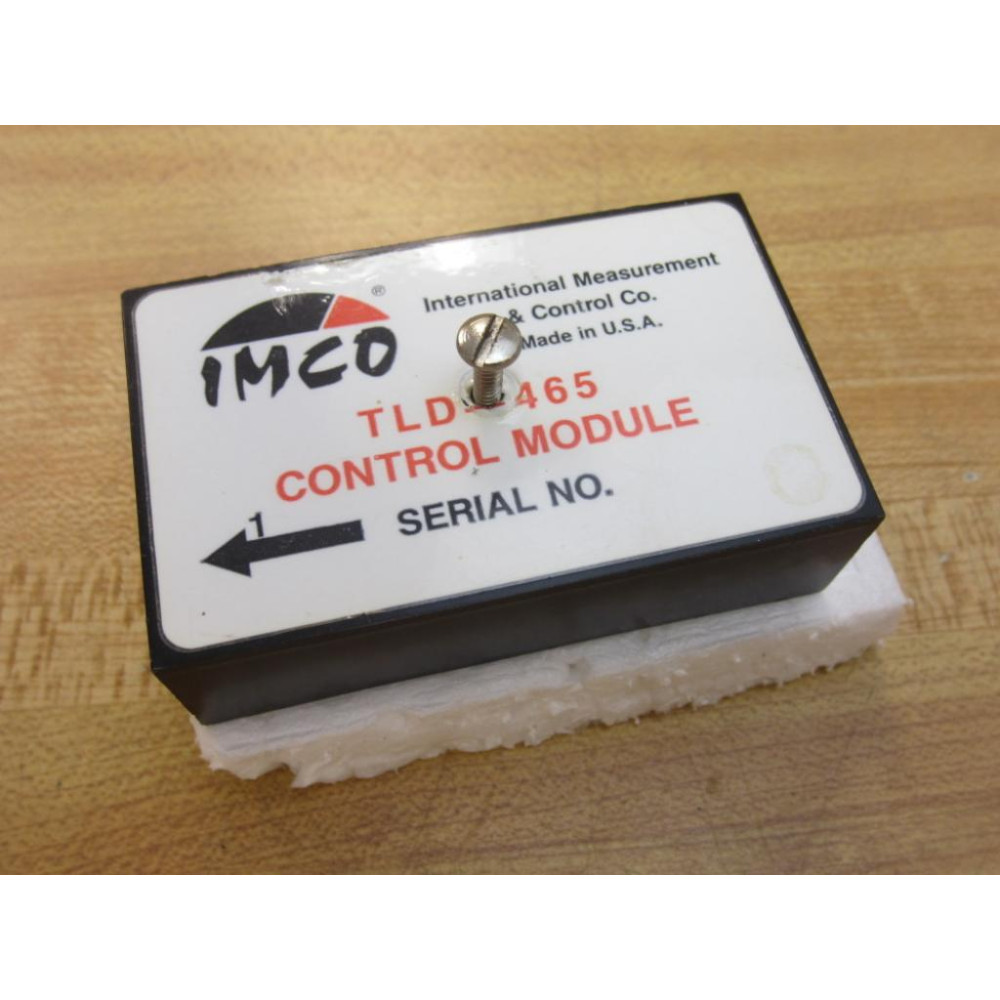 IMCO ®
International Measurement
& Control Co.
Made in U.S.A.
TLD-465
CONTROL MODULE
1
SERIAL NO.